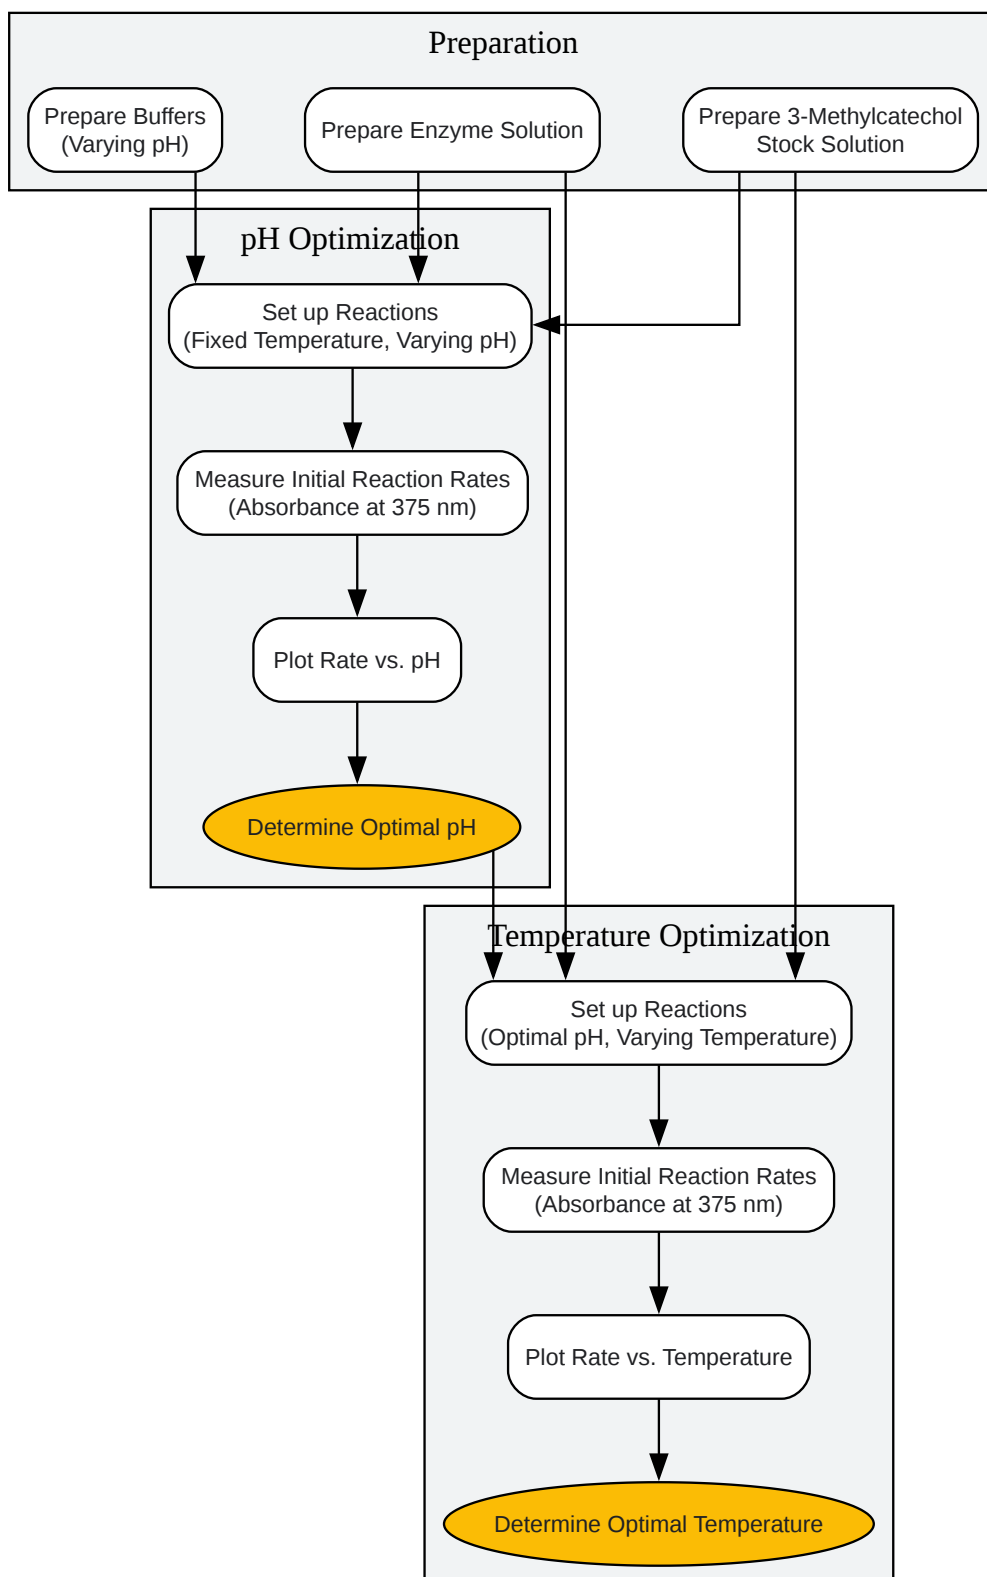 Preparation
Prepare Buffers
(Varying pH)
Prepare Enzyme Solution
Prepare 3-Methylcatechol
Stock Solution
pH Optimization
Set up Reactions
(Fixed Temperature, Varying pH)
Measure Initial Reaction Rates
(Absorbance at 375 nm)
Plot Rate vs. pH
Determine Optimal pH
Temperature Optimization
Set up Reactions
(Optimal pH, Varying Temperature)
Measure Initial Reaction Rates
(Absorbance at 375 nm)
Plot Rate vs. Temperature
Determine Optimal Temperature